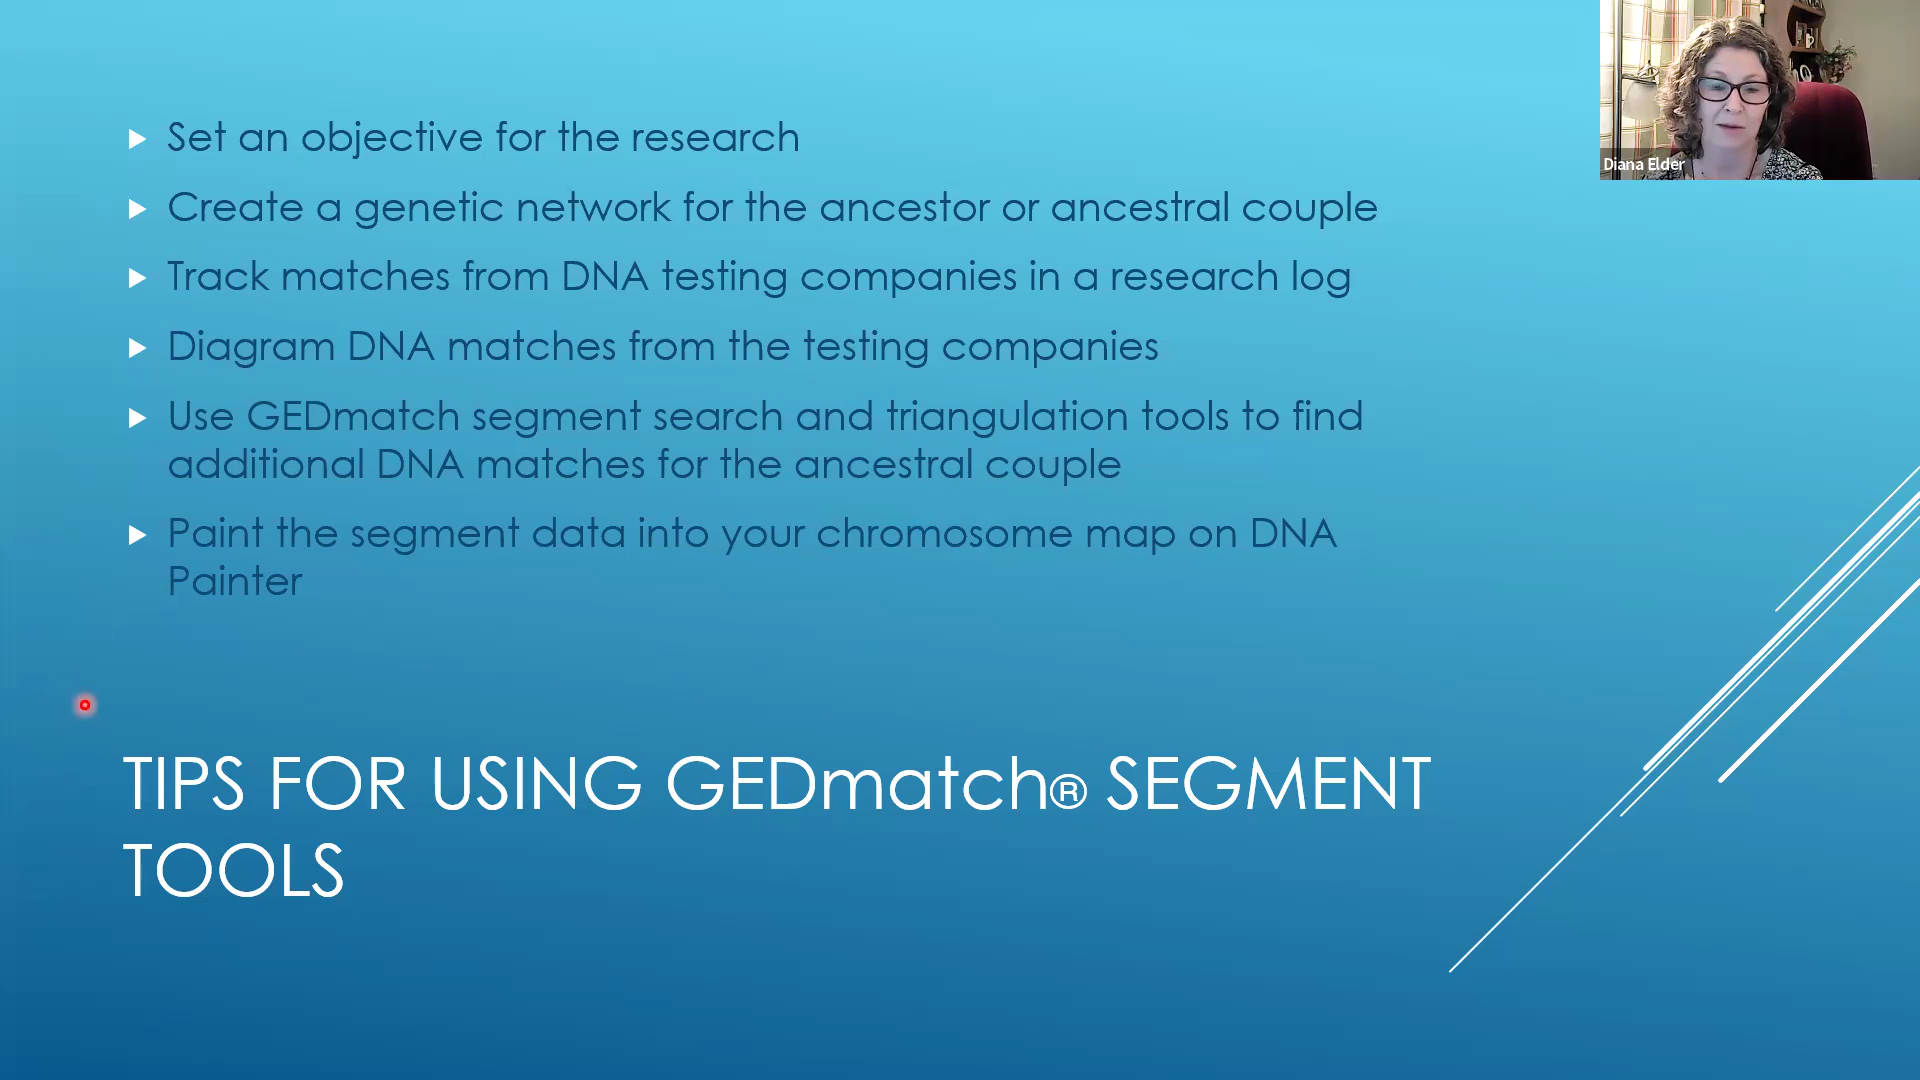 Set an objective for the research
Create a genetic network for the ancestor or ancestral couple
Track matches from DNA testing companies in a research log
Diagram DNA matches from the testing companies
Use GEDmatch segment search and triangulation tools to find
additional DNA matches for the ancestral couple
Paint the segment data into your chromosome map on DNA
Painter
TIPS FOR USING GEDmatch® SEGMENT
TOOLS
Diana Elder